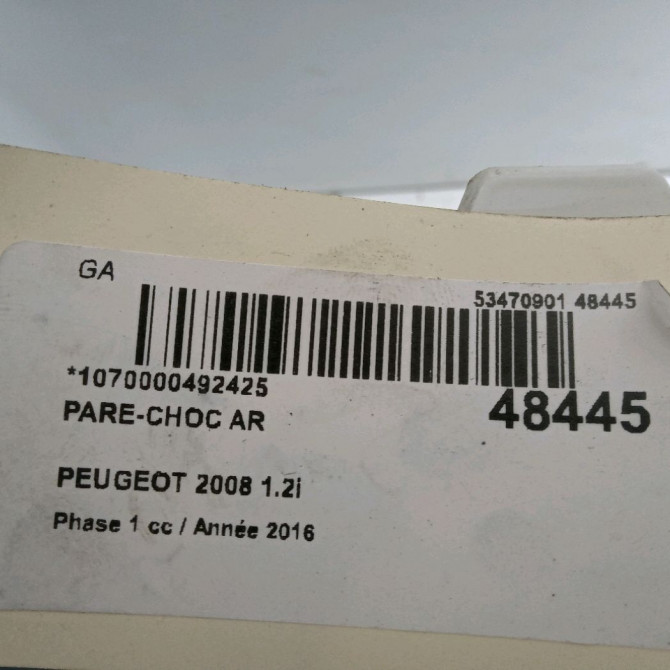 GA
53470901 48445
*1070000492425
48445
PARE-CHOC AR
PEUGEOT 2008 1.2i
Phase 1 cc / Année 2016